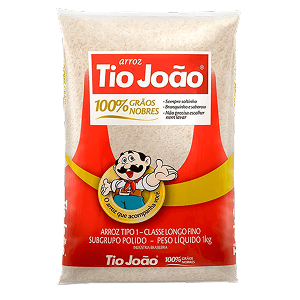 arroz
Tio João®
100% GRÃOS
NOBRES
- Sempre soltinho
- Branquinho e saboroso
- Não precisa escolher
nem lavar
O arroz que acompanha você.
ARROZ TIPO 1 - CLASSE LONGO FINO
SUBGRUPO POLIDO - PESO LÍQUIDO 1kg
INDÚSTRIA BRASILEIRA
Tio João®
100% GRÃOS
NOBRES